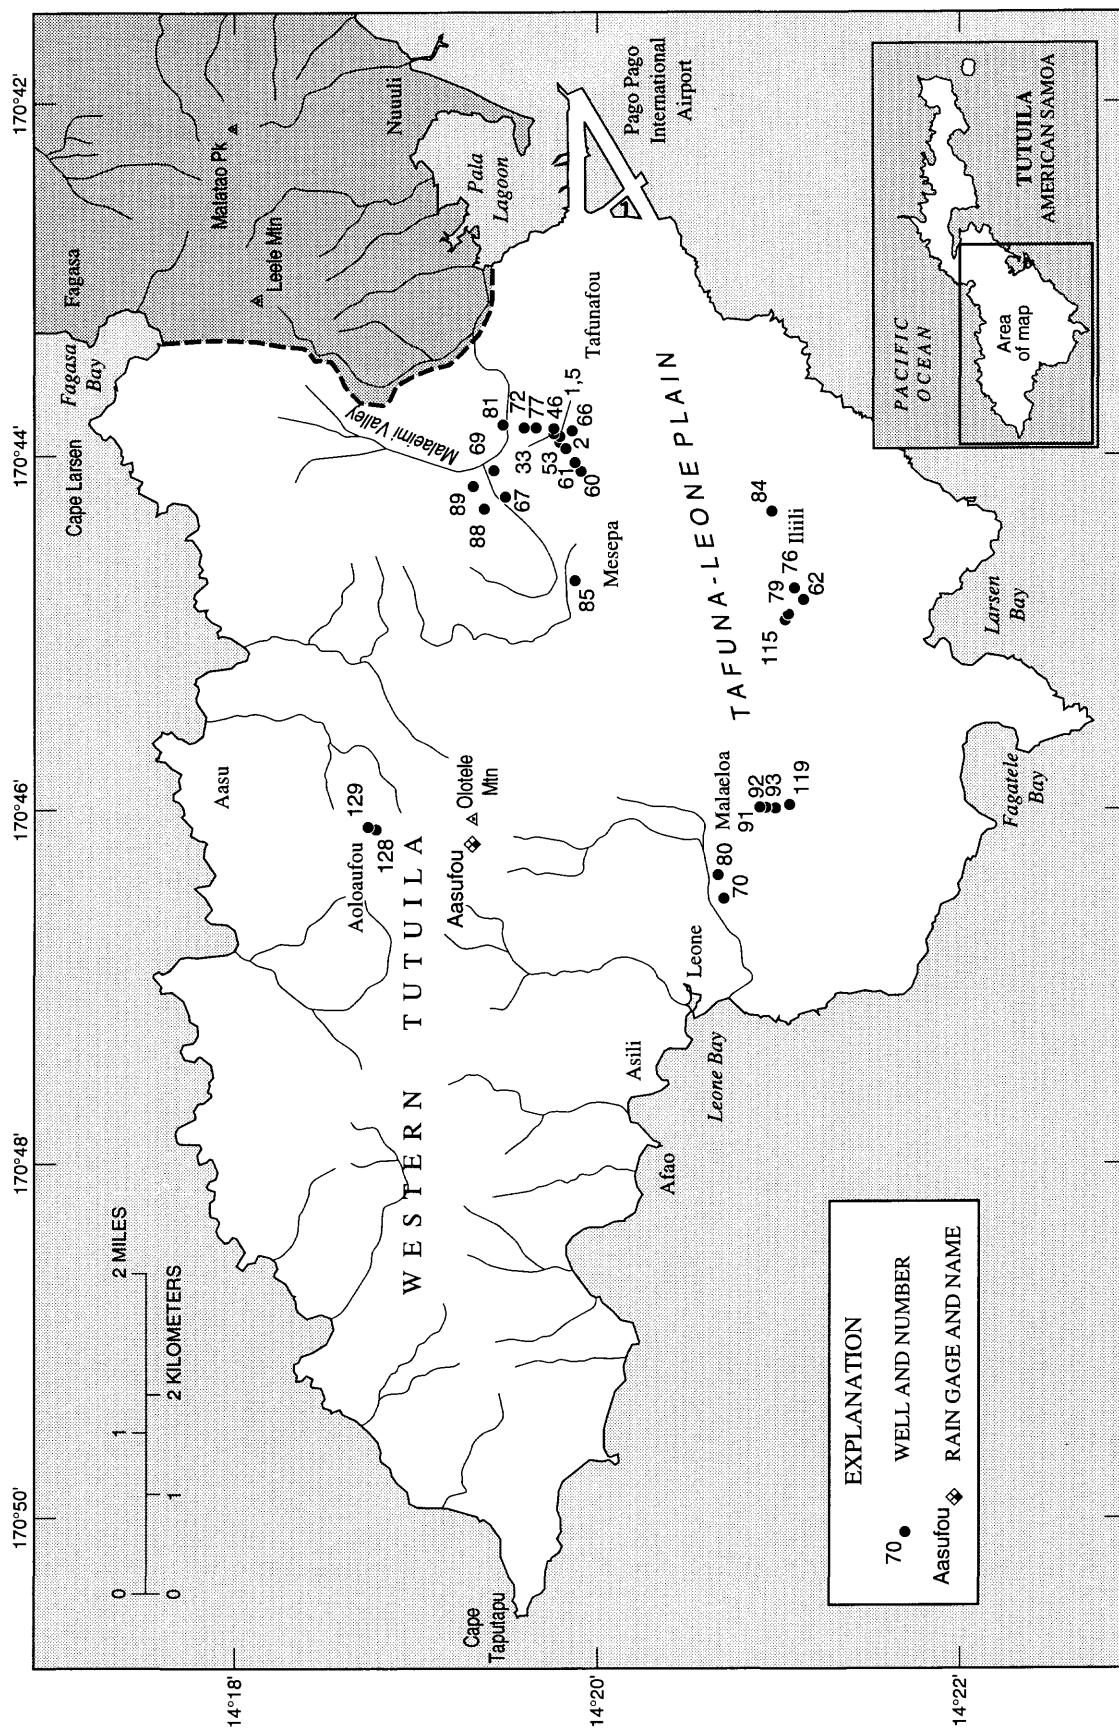 170°50'
170°48'
170°46'
170°44'
170°42'
14°18'
14°20'
14°22'
0 1 2 MILES
0 1 2 KILOMETERS
Cape Larsen
Fagasa
Bay
Fagasa
Malatao Pk
Leele Mtn
Nuuuli
Pala
Lagoon
Pago Pago
International
Airport
Malaeimi Valley
Tafunafou
Aasu
Aoloaufou
129
128
Aasufou
Olotele
Mtn
WESTERN TUTUILA
Cape
Taputapu
89
88
69
67
81
72
77
46
1,5
33
53
2
66
61
60
85
Mesepa
TAFUNA-LEONE PLAIN
84
Iliili
76
79
62
115
Malaeloa
80
70
91
92
93
119
Leone
Leone Bay
Asili
Afao
Larsen
Bay
Fagatele
Bay
EXPLANATION
70 WELL AND NUMBER
Aasufou RAIN GAGE AND NAME
PACIFIC
OCEAN
Area
of map
TUTUILA
AMERICAN SAMOA